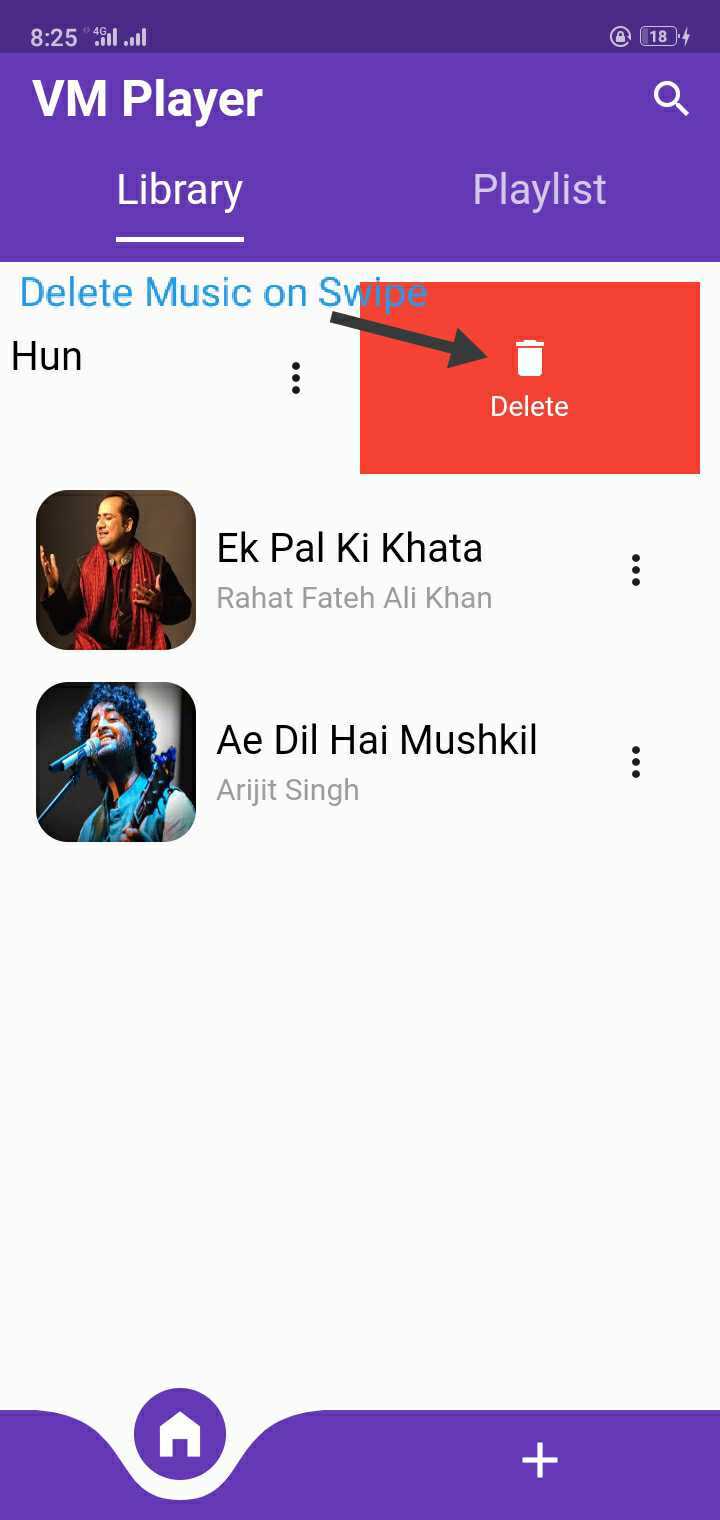 8:25 4G 18
VM Player
Library Playlist
Delete Music on Swipe
Hun
Delete
Ek Pal Ki Khata
Rahat Fateh Ali Khan
Ae Dil Hai Mushkil
Arijit Singh